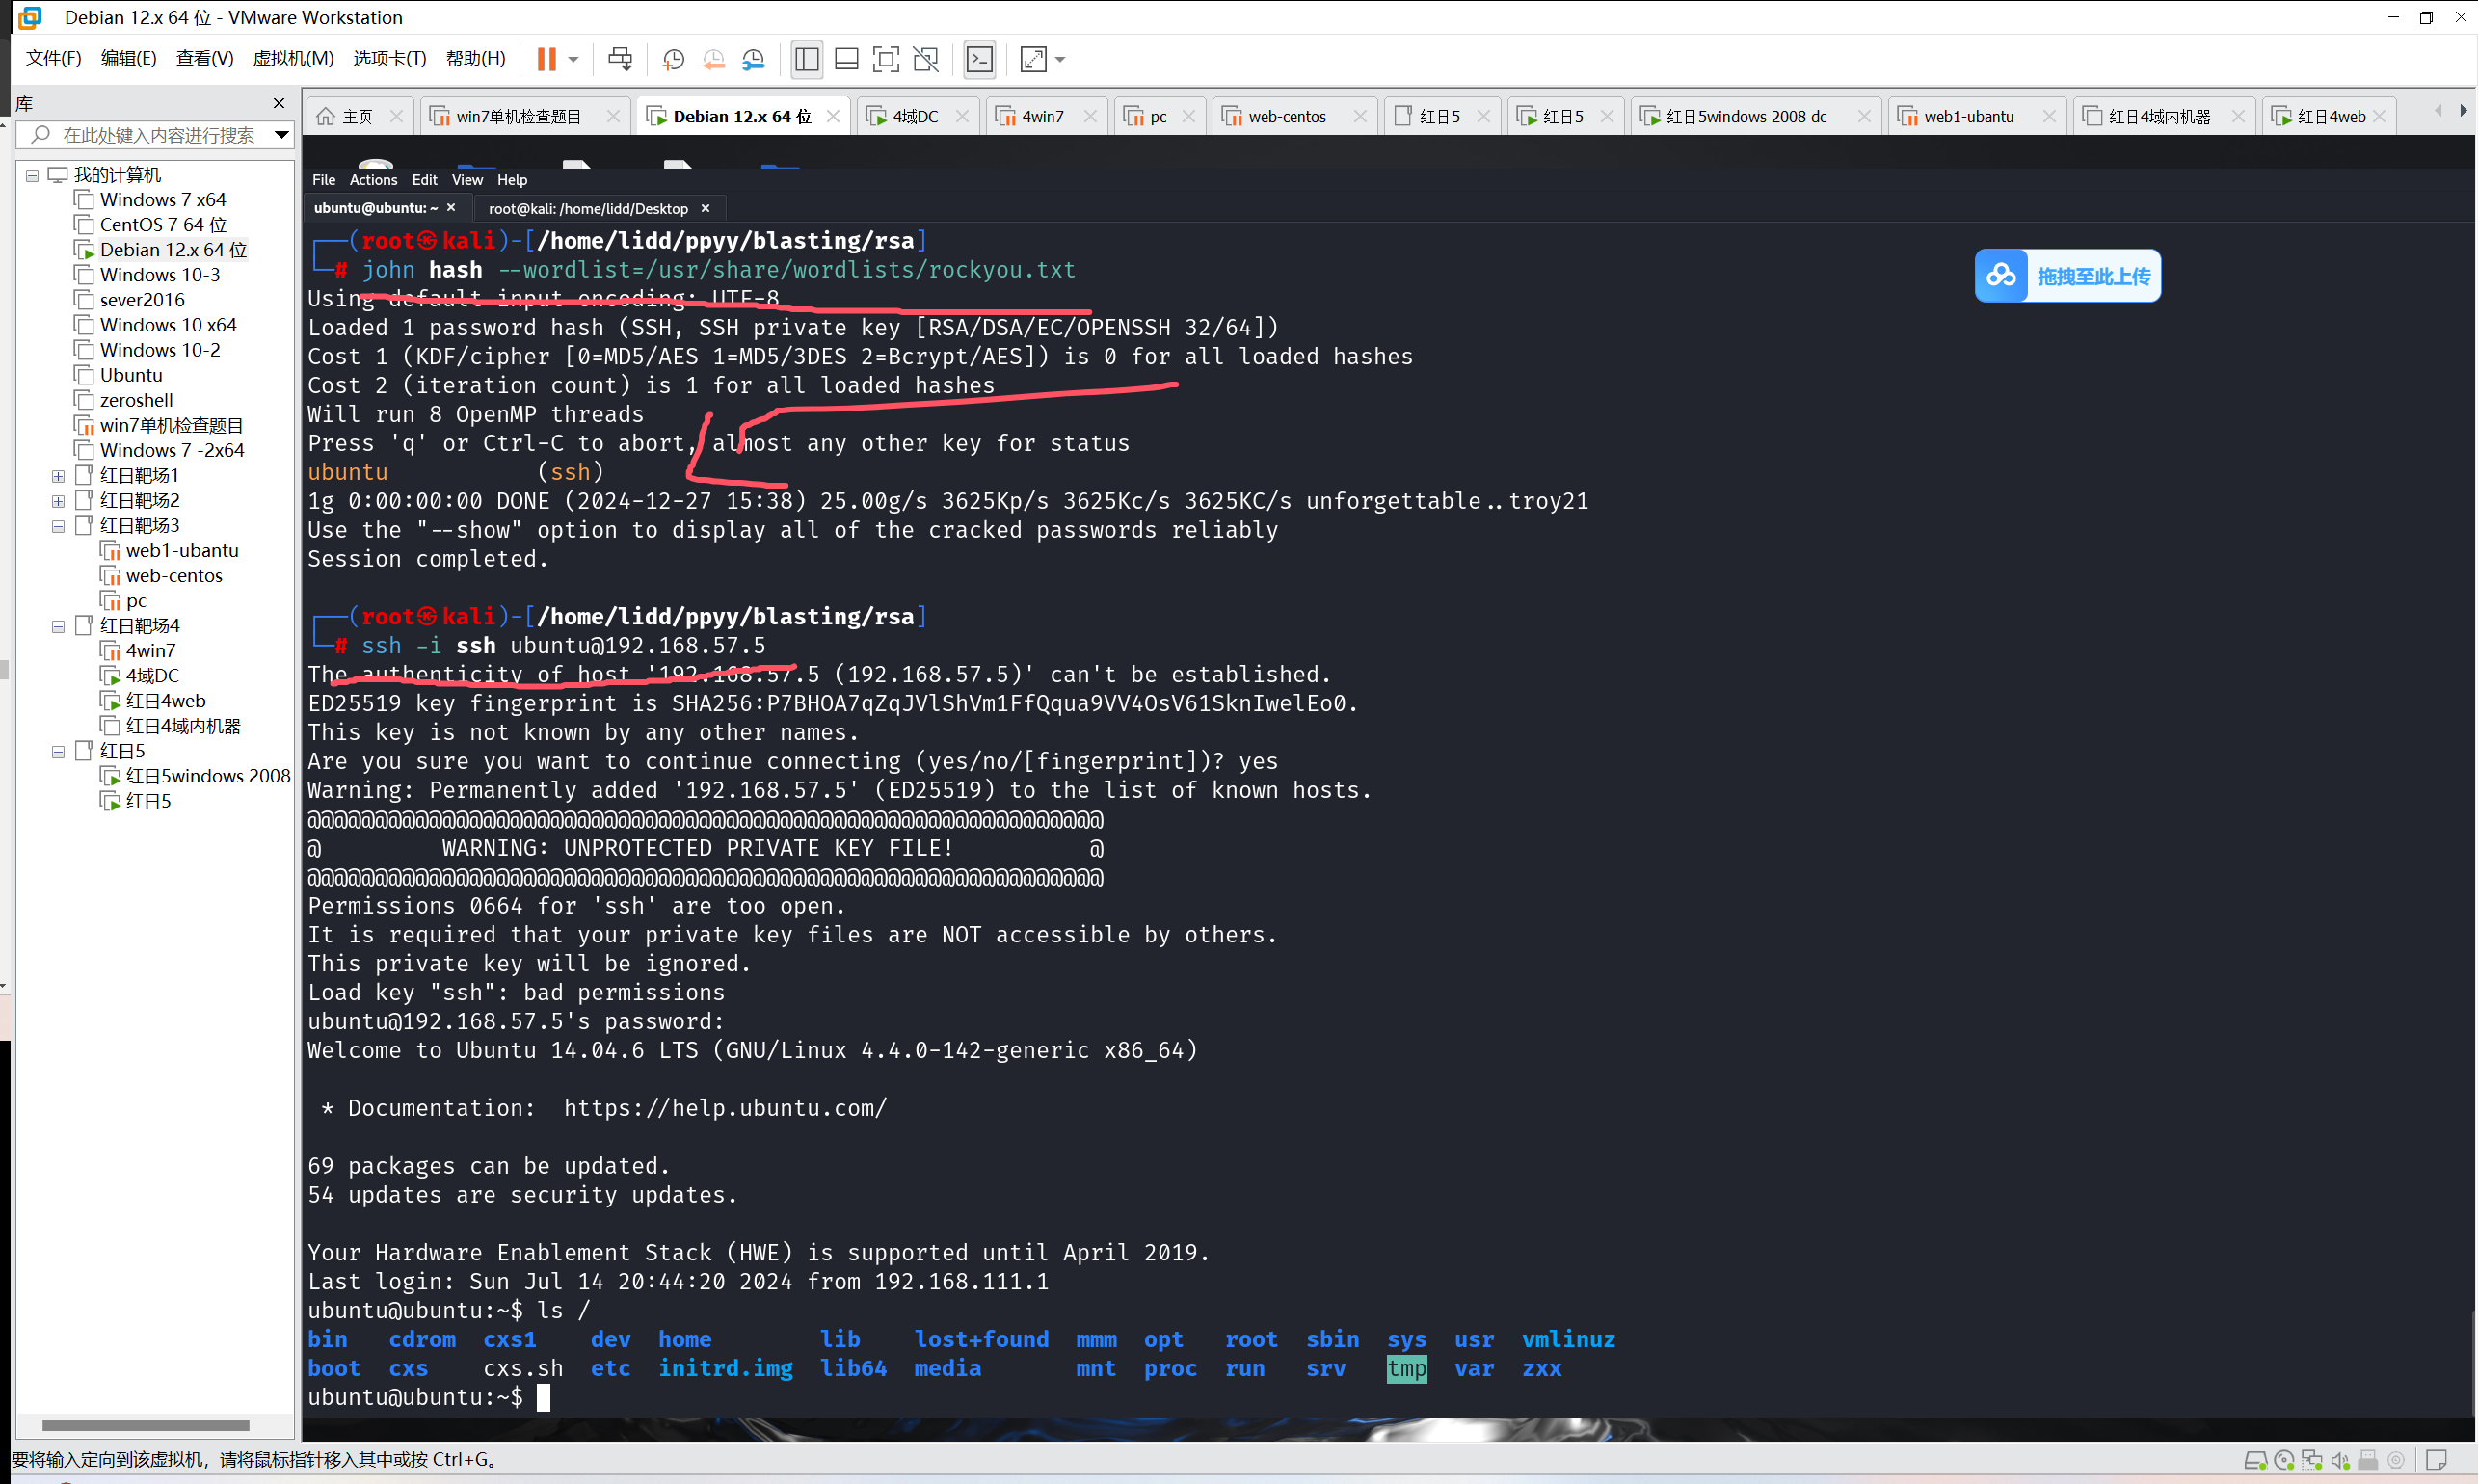 Debian 12.x 64 位 - VMware Workstation
文件(F) 编辑(E) 查看(V) 虚拟机(M) 选项卡(T) 帮助(H)
库
在此处键入内容进行搜索
我的计算机
Windows 7 x64
CentOS 7 64 位
Debian 12.x 64 位
Windows 10-3
sever2016
Windows 10 x64
Windows 10-2
Ubuntu
zeroshell
win7单机检查题目
Windows 7 -2x64
红日靶场1
红日靶场2
红日靶场3
web1-ubantu
web-centos
pc
红日靶场4
4win7
4域DC
红日4web
红日4域内机器
红日5
红日5windows 2008
红日5
主页 win7单机检查题目 Debian 12.x 64 位 4域DC 4win7 pc web-centos 红日5 红日5 红日5windows 2008 dc web1-ubantu 红日4域内机器 红日4web
File Actions Edit View Help
ubuntu@ubuntu: ~ root@kali: /home/lidd/Desktop
拖拽至此上传
┌──(root㉿kali)-[/home/lidd/ppyy/blasting/rsa]
└─# john hash --wordlist=/usr/share/wordlists/rockyou.txt
Using default input encoding: UTF-8
Loaded 1 password hash (SSH, SSH private key [RSA/DSA/EC/OPENSSH 32/64])
Cost 1 (KDF/cipher [0=MD5/AES 1=MD5/3DES 2=Bcrypt/AES]) is 0 for all loaded hashes
Cost 2 (iteration count) is 1 for all loaded hashes
Will run 8 OpenMP threads
Press 'q' or Ctrl-C to abort, almost any other key for status
ubuntu (ssh)
1g 0:00:00:00 DONE (2024-12-27 15:38) 25.00g/s 3625Kp/s 3625Kc/s 3625KC/s unforgettable..troy21
Use the "--show" option to display all of the cracked passwords reliably
Session completed.
┌──(root㉿kali)-[/home/lidd/ppyy/blasting/rsa]
└─# ssh -i ssh ubuntu@192.168.57.5
The authenticity of host '192.168.57.5 (192.168.57.5)' can't be established.
ED25519 key fingerprint is SHA256:P7BHOA7qZqJVlShVm1FfQqua9VV4OsV61SknIwelEo0.
This key is not known by any other names.
Are you sure you want to continue connecting (yes/no/[fingerprint])? yes
Warning: Permanently added '192.168.57.5' (ED25519) to the list of known hosts.
@@@@@@@@@@@@@@@@@@@@@@@@@@@@@@@@@@@@@@@@@@@@@@@@@@@@@@@@@@@
@ WARNING: UNPROTECTED PRIVATE KEY FILE! @
@@@@@@@@@@@@@@@@@@@@@@@@@@@@@@@@@@@@@@@@@@@@@@@@@@@@@@@@@@@
Permissions 0664 for 'ssh' are too open.
It is required that your private key files are NOT accessible by others.
This private key will be ignored.
Load key "ssh": bad permissions
ubuntu@192.168.57.5's password:
Welcome to Ubuntu 14.04.6 LTS (GNU/Linux 4.4.0-142-generic x86_64)
* Documentation: https://help.ubuntu.com/
69 packages can be updated.
54 updates are security updates.
Your Hardware Enablement Stack (HWE) is supported until April 2019.
Last login: Sun Jul 14 20:44:20 2024 from 192.168.111.1
ubuntu@ubuntu:~$ ls /
bin cdrom cxs1 dev home lib lost+found mmm opt root sbin sys usr vmlinuz
boot cxs cxs.sh etc initrd.img lib64 media mnt proc run srv tmp var zxx
ubuntu@ubuntu:~$
要将输入定向到该虚拟机，请将鼠标指针移入其中或按 Ctrl+G。